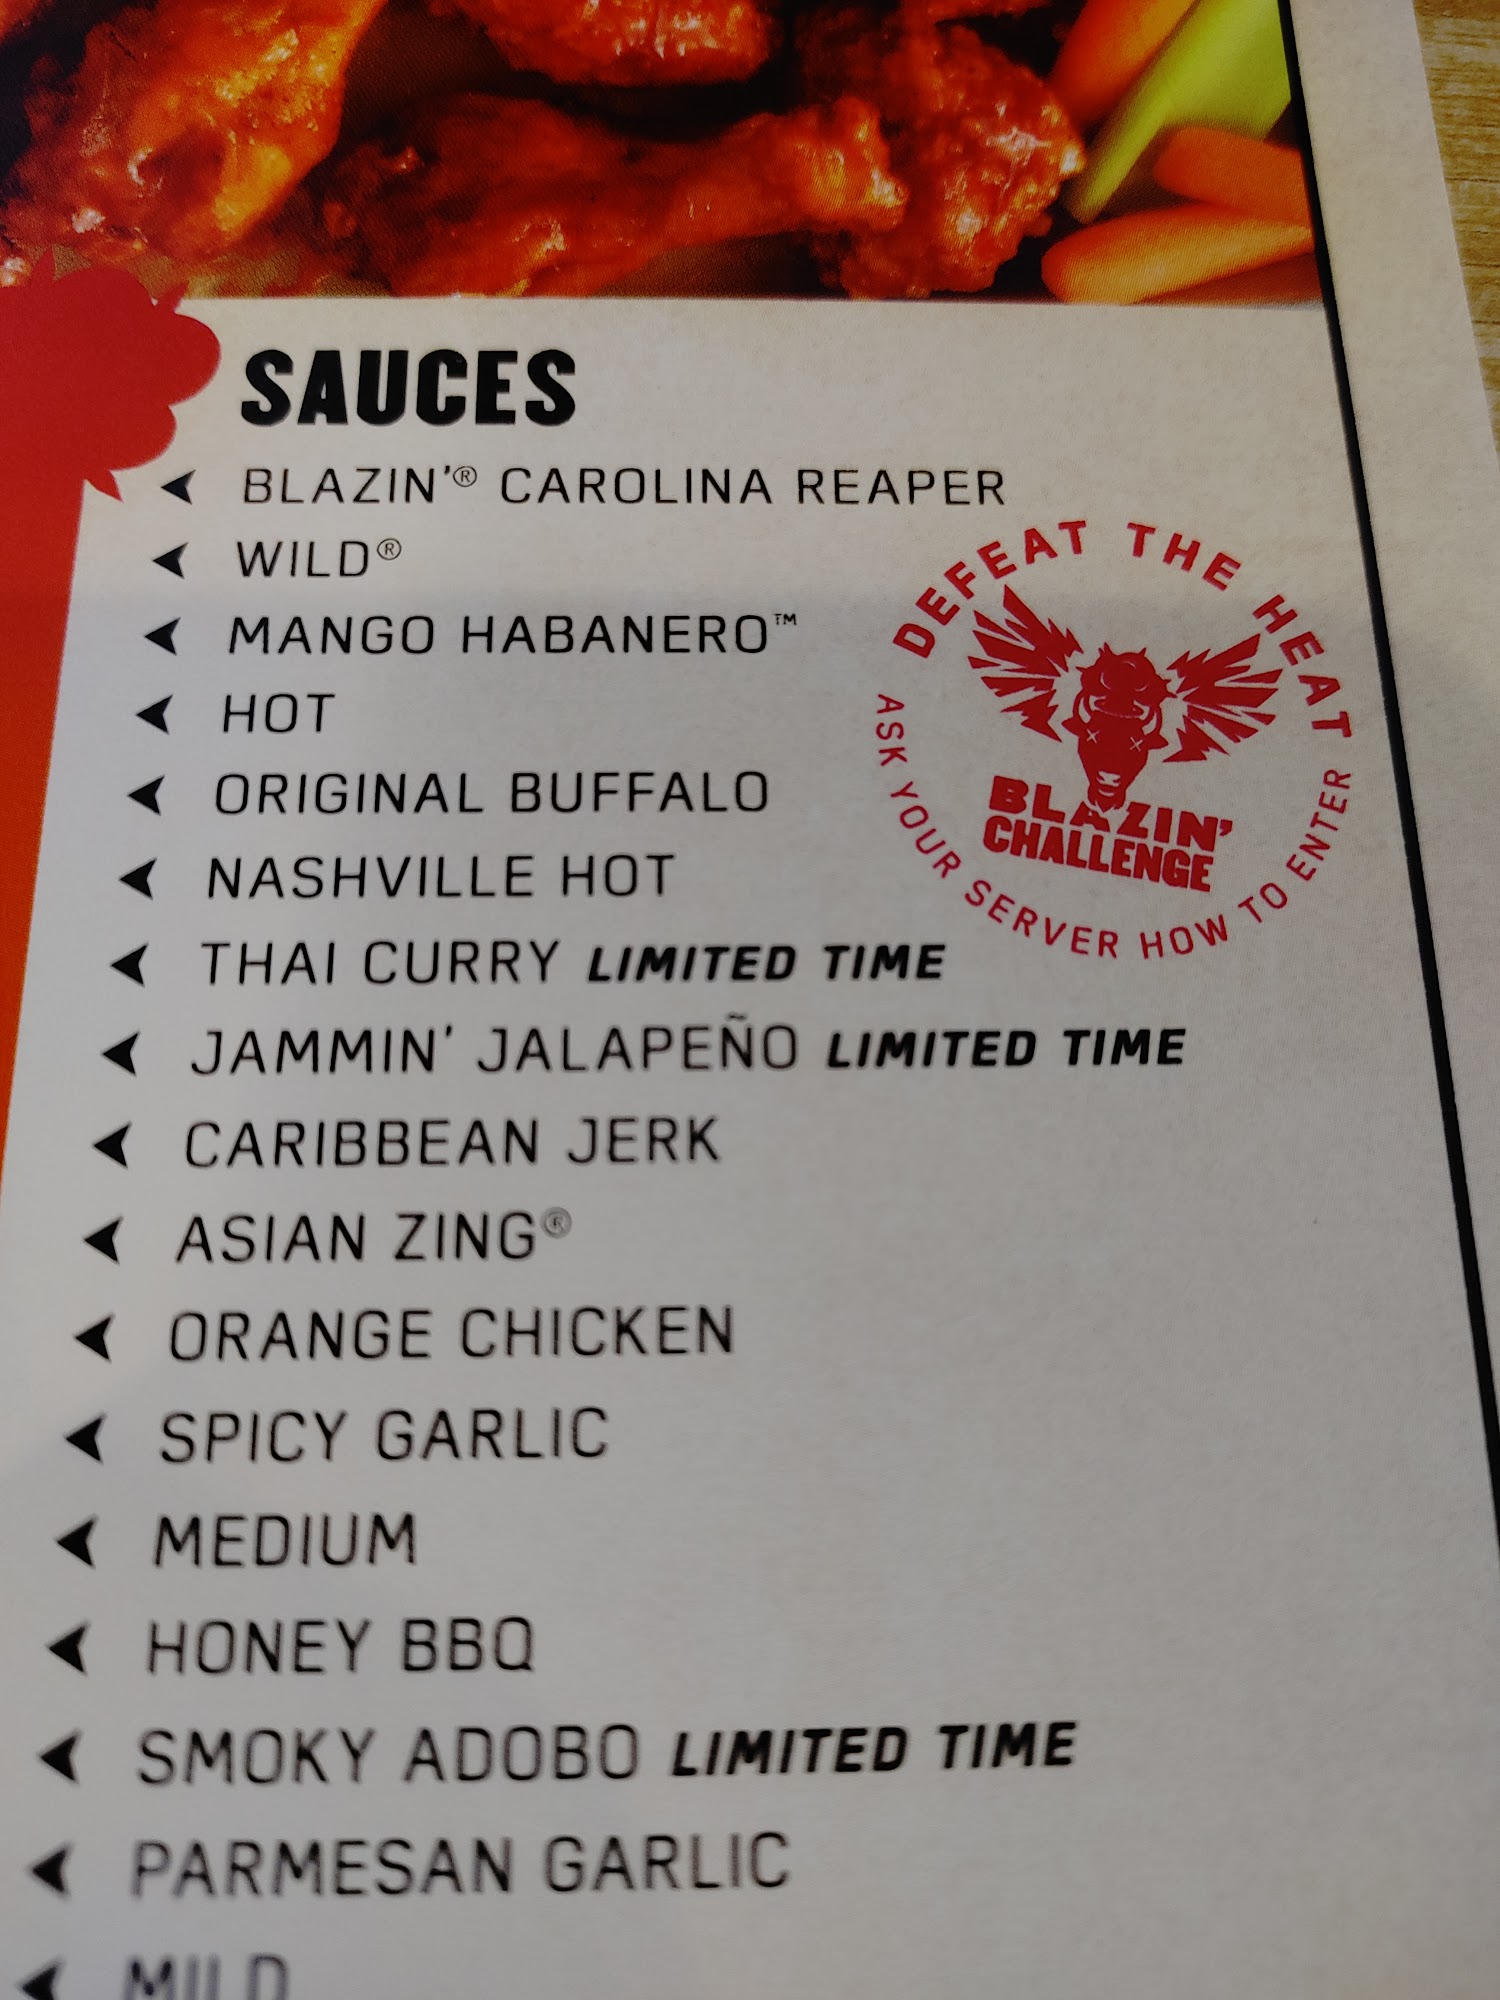 SAUCES
BLAZIN'® CAROLINA REAPER
WILD®
MANGO HABANERO™
HOT
ORIGINAL BUFFALO
NASHVILLE HOT
THAI CURRY LIMITED TIME
JAMMIN' JALAPEÑO LIMITED TIME
CARIBBEAN JERK
ASIAN ZING®
ORANGE CHICKEN
SPICY GARLIC
MEDIUM
HONEY BBQ
SMOKY ADOBO LIMITED TIME
PARMESAN GARLIC
MILD
DEFEAT THE HEAT
BLAZIN'
CHALLENGE
ASK YOUR SERVER HOW TO ENTER